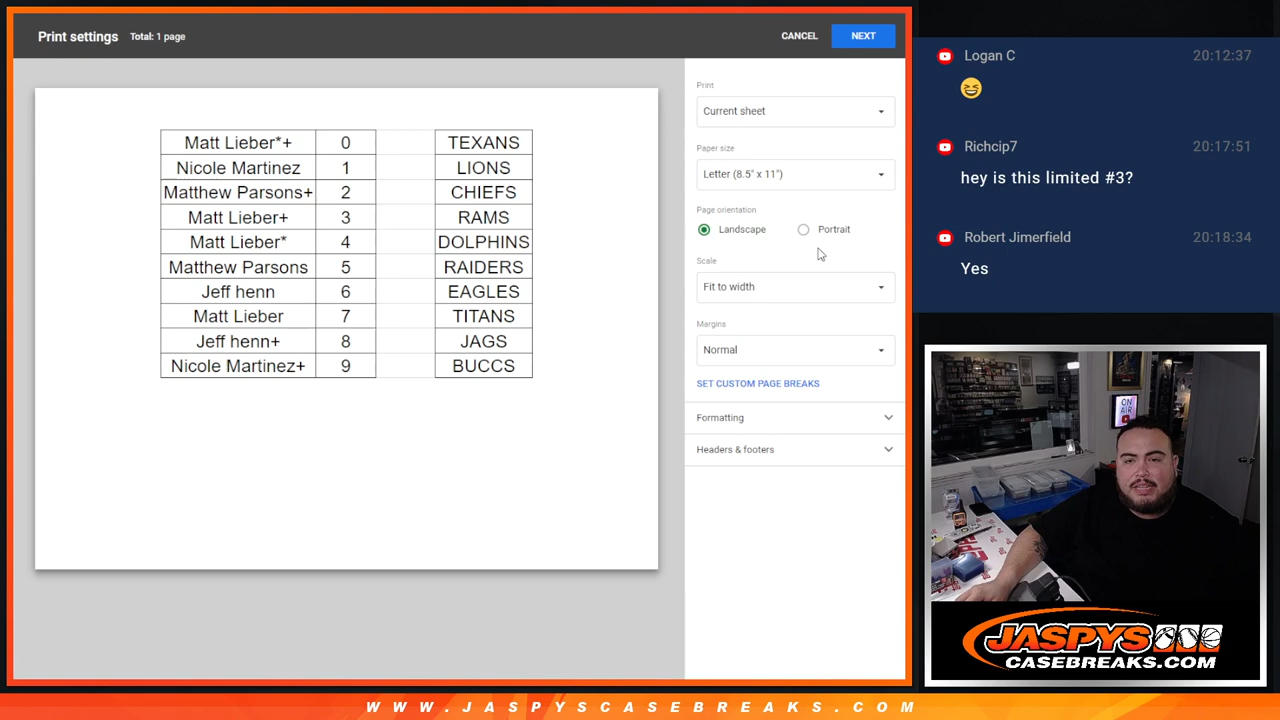 Print settings Total: 1 page CANCEL NEXT
Matt Lieber*+ 0 TEXANS
Nicole Martinez 1 LIONS
Matthew Parsons+ 2 CHIEFS
Matt Lieber+ 3 RAMS
Matt Lieber* 4 DOLPHINS
Matthew Parsons 5 RAIDERS
Jeff henn 6 EAGLES
Matt Lieber 7 TITANS
Jeff henn+ 8 JAGS
Nicole Martinez+ 9 BUCCS
Print
Current sheet
Paper size
Letter (8.5" x 11")
Page orientation
Landscape Portrait
Scale
Fit to width
Margins
Normal
SET CUSTOM PAGE BREAKS
Formatting
Headers & footers
Logan C 20:12:37
😆
Richcip7 20:17:51
hey is this limited #3?
Robert Jimerfield 20:18:34
Yes
ON
AIR
JASPYS
CASEBREAKS.COM
WWW.JASPYSCASEBREAKS.COM